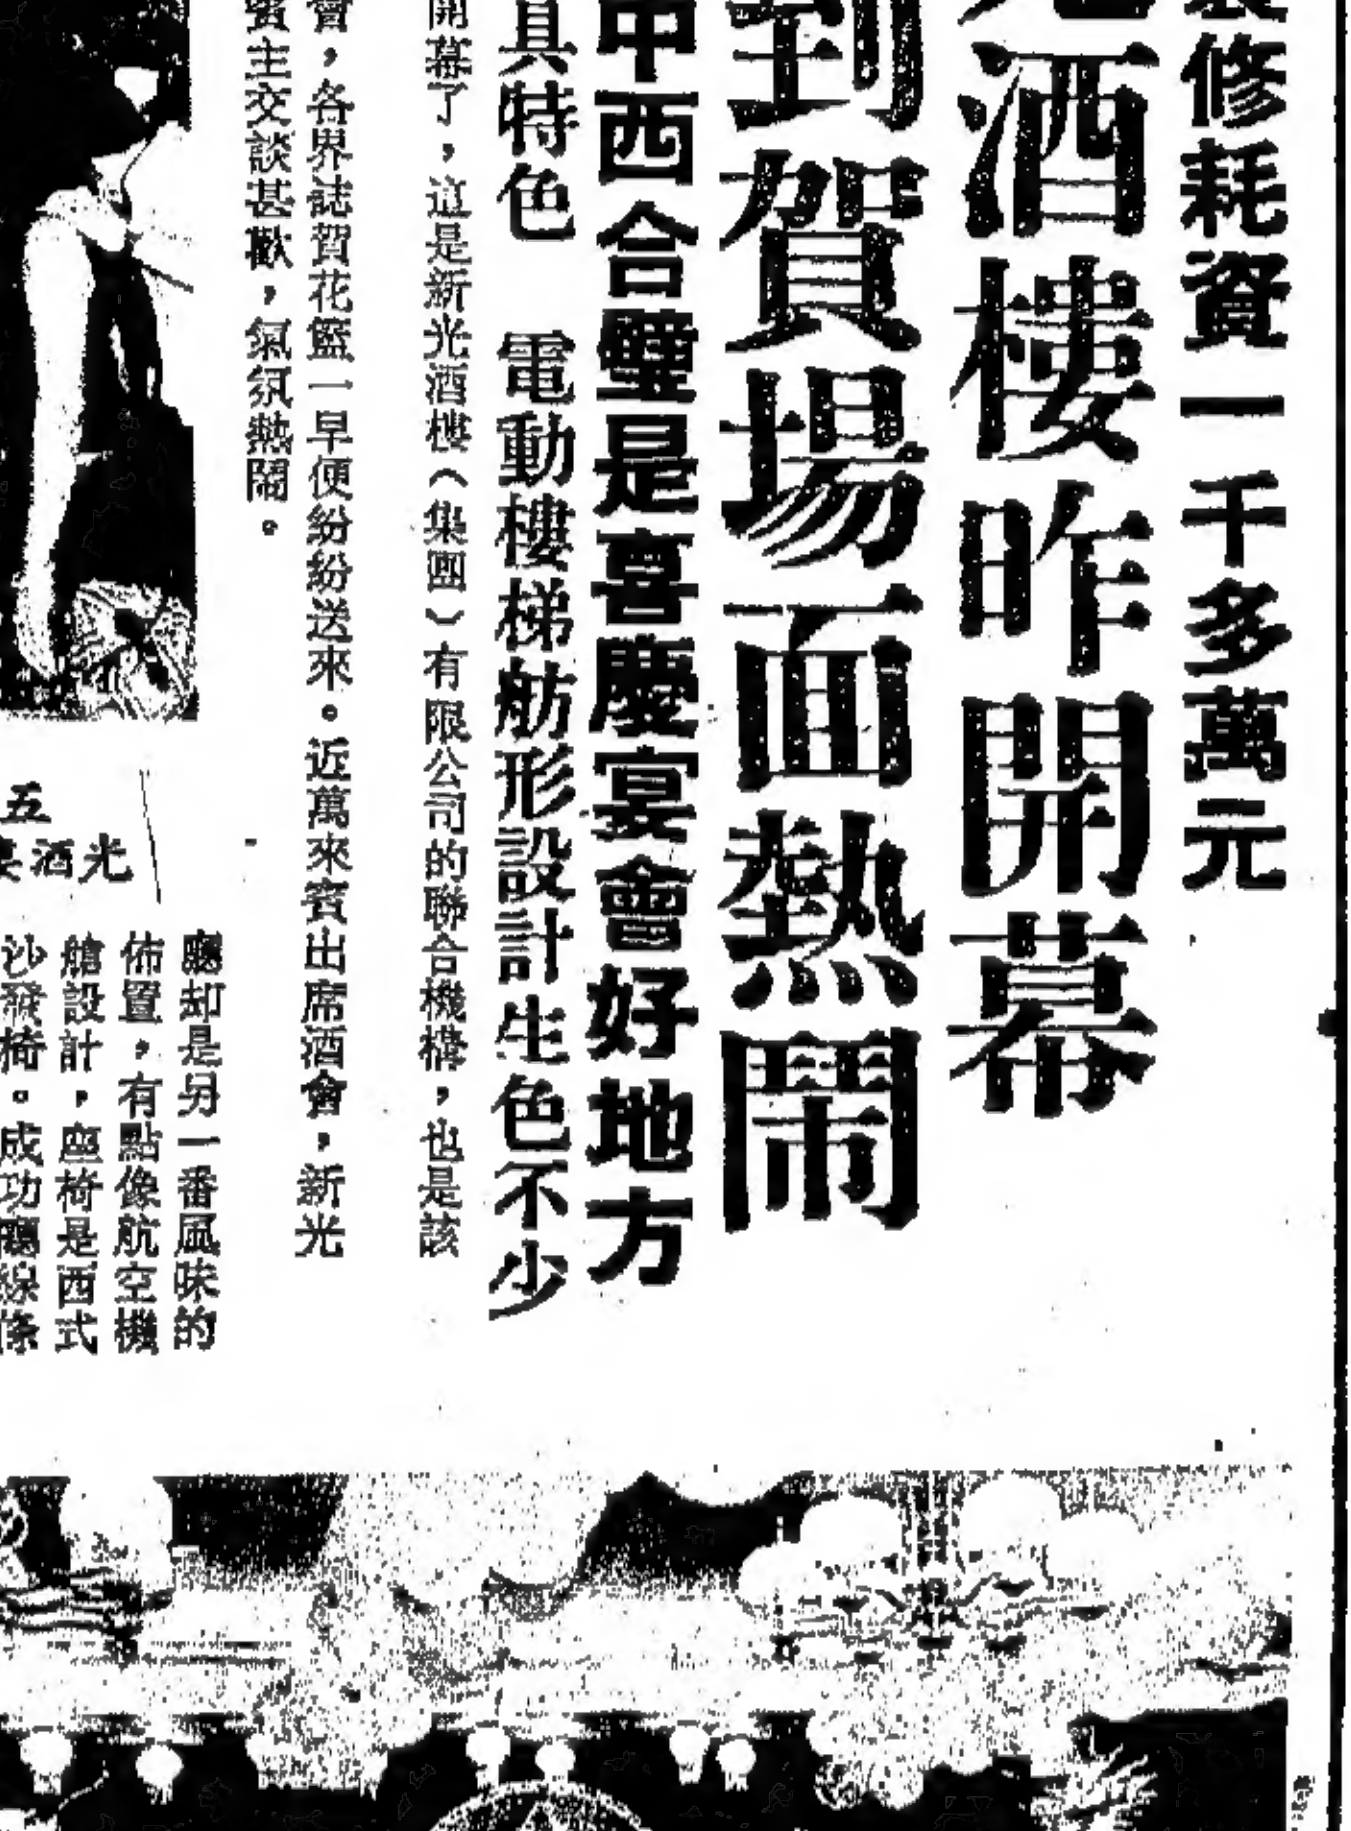 修耗資一千多萬元
酒樓昨開幕
到賀場面熱鬧
中西合璧是喜慶宴會好地方
具特色　電動樓梯舫形設計生色不少
開幕了，這是新光酒樓（集團）有限公司的聯合機構，也是該
會，各界誌賀花籃一早便紛紛送來。近萬來賓出席酒會，新光
賓主交談甚歡，氣氛熱鬧。
五
酒光
廳却是另一番風味的
佈置，有點像航空機
艙設計，座椅是西式
沙發椅。成功廳線條